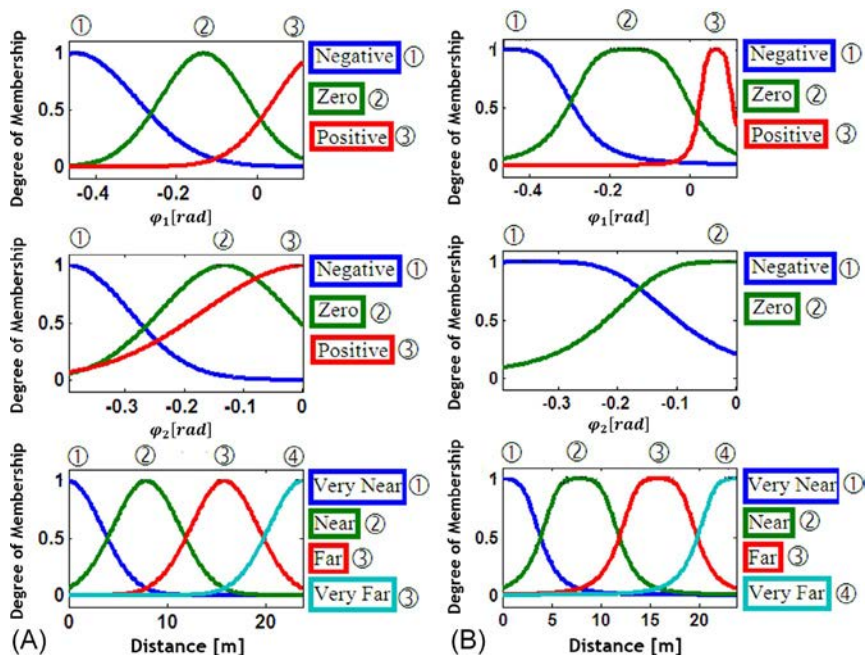 ① ② ③
Degree of Membership
1
0.5
0
-0.4 -0.2 0
φ₁[rad]
Negative ①
Zero ②
Positive ③
① ② ③
Degree of Membership
1
0.5
0
-0.3 -0.2 -0.1 0
φ₂[rad]
Negative ①
Zero ②
Positive ③
① ② ③ ④
Degree of Membership
1
0.5
0
0 10 20
Distance [m]
Very Near ①
Near ②
Far ③
Very Far ③
(A)
① ② ③
Degree of Membership
1
0.5
0
-0.4 -0.2 0
φ₁[rad]
Negative ①
Zero ②
Positive ③
① ②
Degree of Membership
1
0.5
0
-0.3 -0.2 -0.1 0
φ₂[rad]
Negative ①
Zero ②
① ② ③ ④
Degree of Membership
1
0.5
0
0 5 10 15 20
Distance [m]
Very Near ①
Near ②
Far ③
Very Far ④
(B)